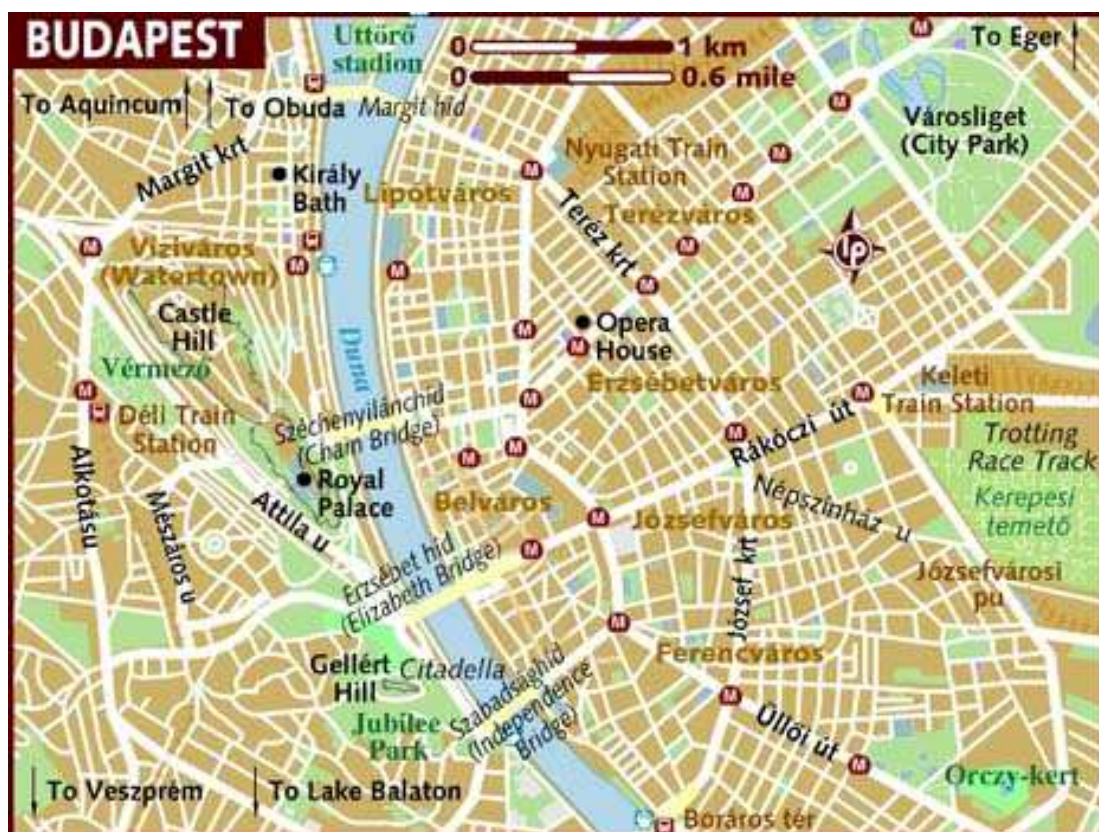 BUDAPEST
Uttörő
stadion
0 1 km
0 0.6 mile
To Eger
To Aquincum
To Obuda
Margit híd
Városliget
(City Park)
Margit krt
Nyugati Train
Station
Király
Bath
Lipótváros
Teréz krt
Terézváros
Viziváros
(Watertown)
Castle
Hill
Duna
Opera
House
Vérmező
Erzsébetváros
Keleti
Train Station
Déli Train
Station
Széchenyilánchíd
(Cham Bridge)
Rákóczi út
Trotting
Race Track
Alkotásu
Mészáros u
Attila u
Royal
Palace
Belváros
Józsefváros
Népszínház u
Kerepesi
temető
Erzsébet híd
(Elizabeth Bridge)
József krt
Józsefvárosi
pu
Gellért
Hill
Citadella
Szabadsághíd
(Independence
Bridge)
Ferencváros
Jubilee
Park
Üllői út
Orczy-kert
To Veszprém
To Lake Balaton
Boráros tér